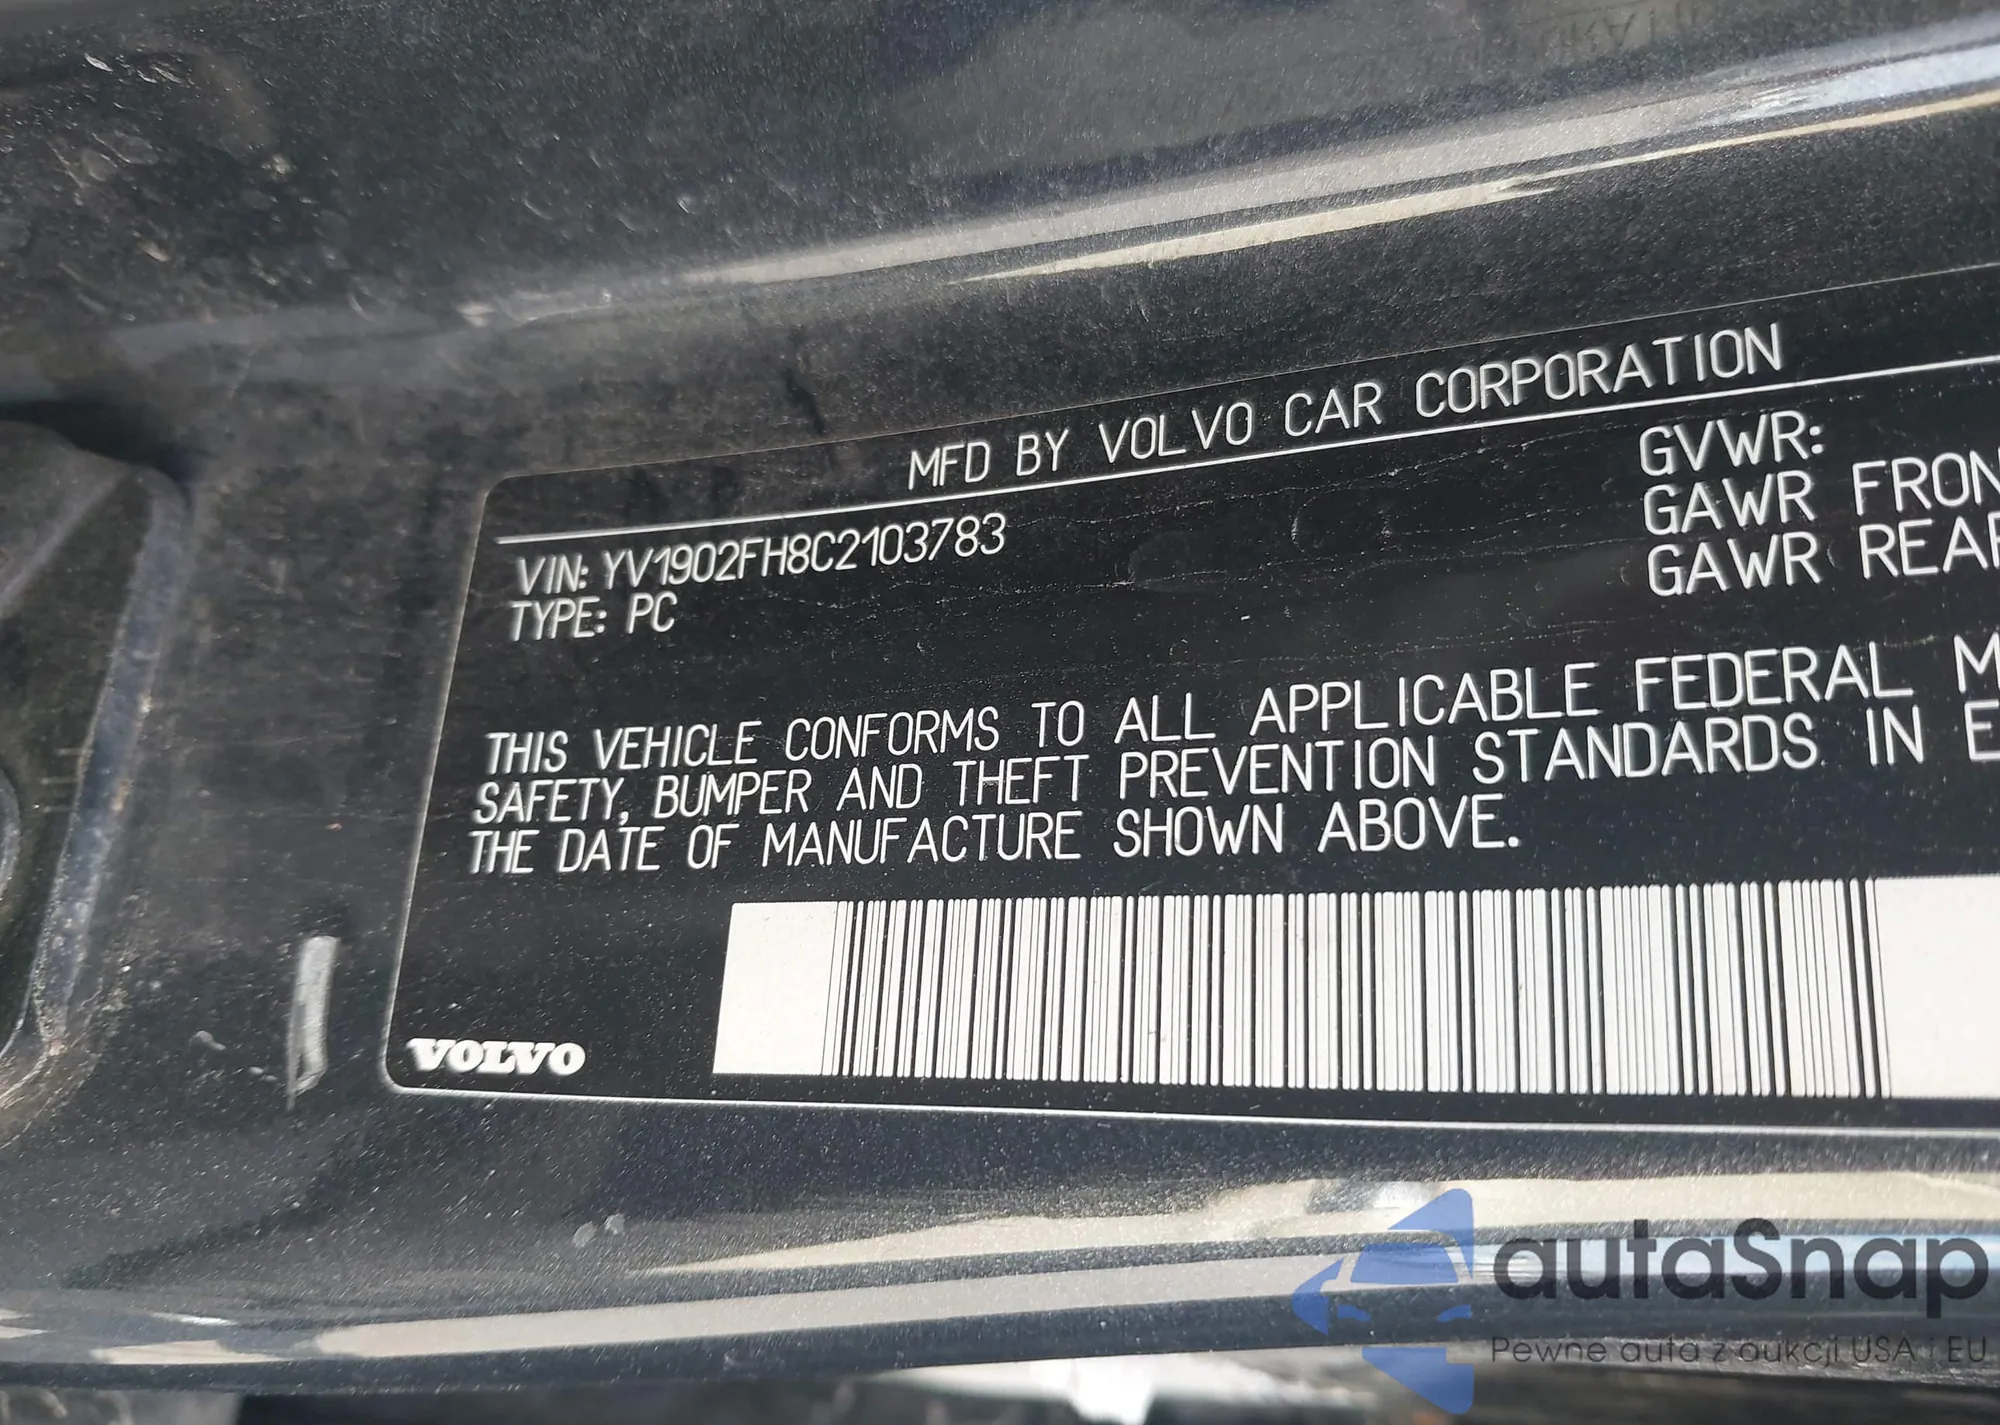 MFD BY VOLVO CAR CORPORATION
VIN: YV1902FH8C2103783
TYPE: PC
GVWR:
GAWR FRON
GAWR REAR
THIS VEHICLE CONFORMS TO ALL APPLICABLE FEDERAL M
SAFETY, BUMPER AND THEFT PREVENTION STANDARDS IN E
THE DATE OF MANUFACTURE SHOWN ABOVE.
VOLVO
autaSnap
Pewne auta z aukcji USA i EU